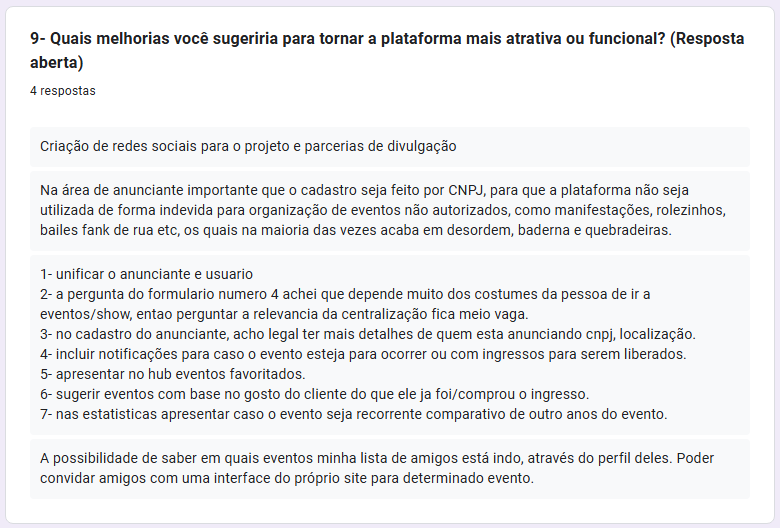 9- Quais melhorias você sugeriria para tornar a plataforma mais atrativa ou funcional? (Resposta
aberta)
4 respostas
Criação de redes sociais para o projeto e parcerias de divulgação
Na área de anunciante importante que o cadastro seja feito por CNPJ, para que a plataforma não seja
utilizada de forma indevida para organização de eventos não autorizados, como manifestações, rolezinhos,
bailes fank de rua etc, os quais na maioria das vezes acaba em desordem, baderna e quebradeiras.
1- unificar o anunciante e usuario
2- a pergunta do formulario numero 4 achei que depende muito dos costumes da pessoa de ir a
eventos/show, entao perguntar a relevancia da centralização fica meio vaga.
3- no cadastro do anunciante, acho legal ter mais detalhes de quem esta anunciando cnpj, localização.
4- incluir notificações para caso o evento esteja para ocorrer ou com ingressos para serem liberados.
5- apresentar no hub eventos favoritados.
6- sugerir eventos com base no gosto do cliente do que ele ja foi/comprou o ingresso.
7- nas estatisticas apresentar caso o evento seja recorrente comparativo de outro anos do evento.
A possibilidade de saber em quais eventos minha lista de amigos está indo, através do perfil deles. Poder
convidar amigos com uma interface do próprio site para determinado evento.